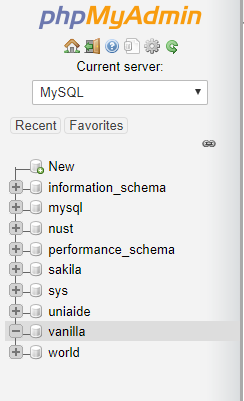 phpMyAdmin
Current server:
MySQL
Recent Favorites
New
information_schema
mysql
nust
performance_schema
sakila
sys
uniaide
vanilla
world